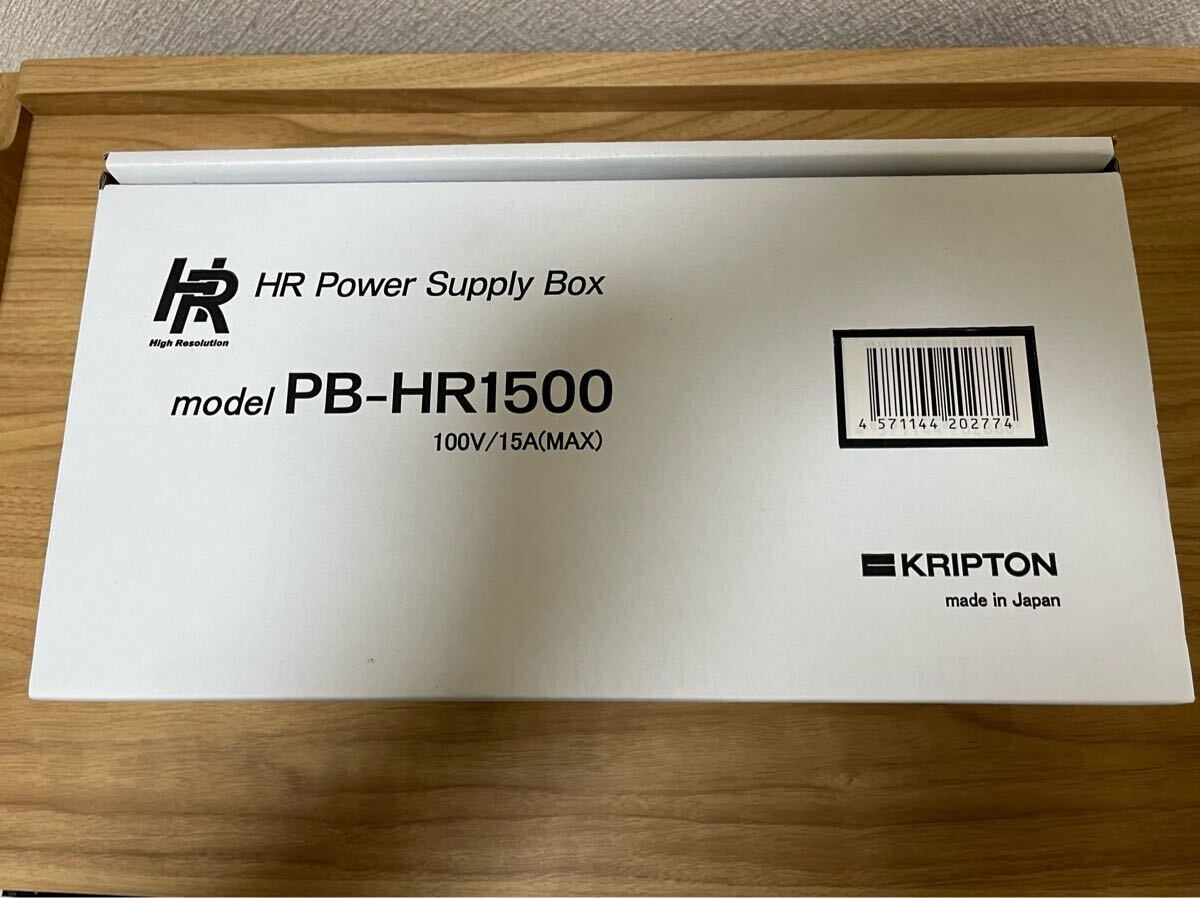 HR
High Resolution
HR Power Supply Box
model PB-HR1500
100V/15A(MAX)
4 571144 202774
KRIPTON
made in Japan